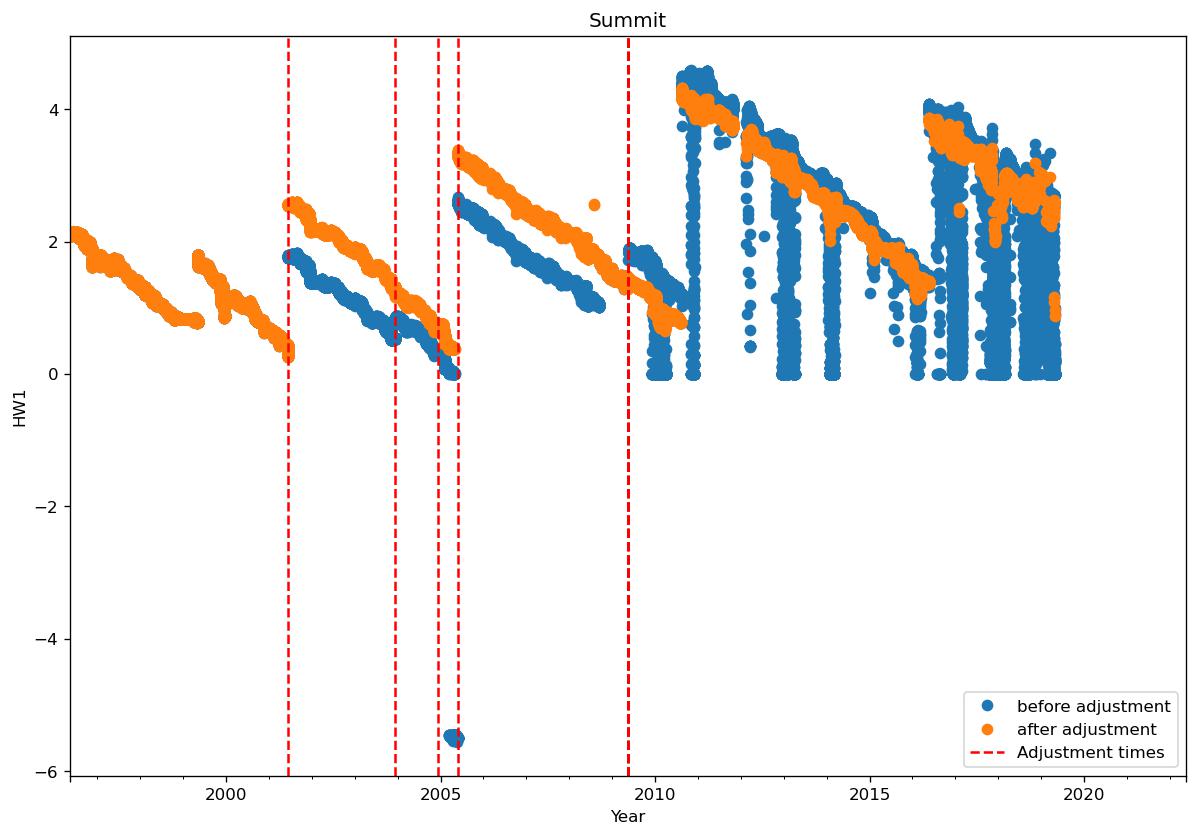 Summit
HW1
4
2
0
−2
−4
−6
2000
2005
2010
2015
2020
Year
before adjustment
after adjustment
Adjustment times